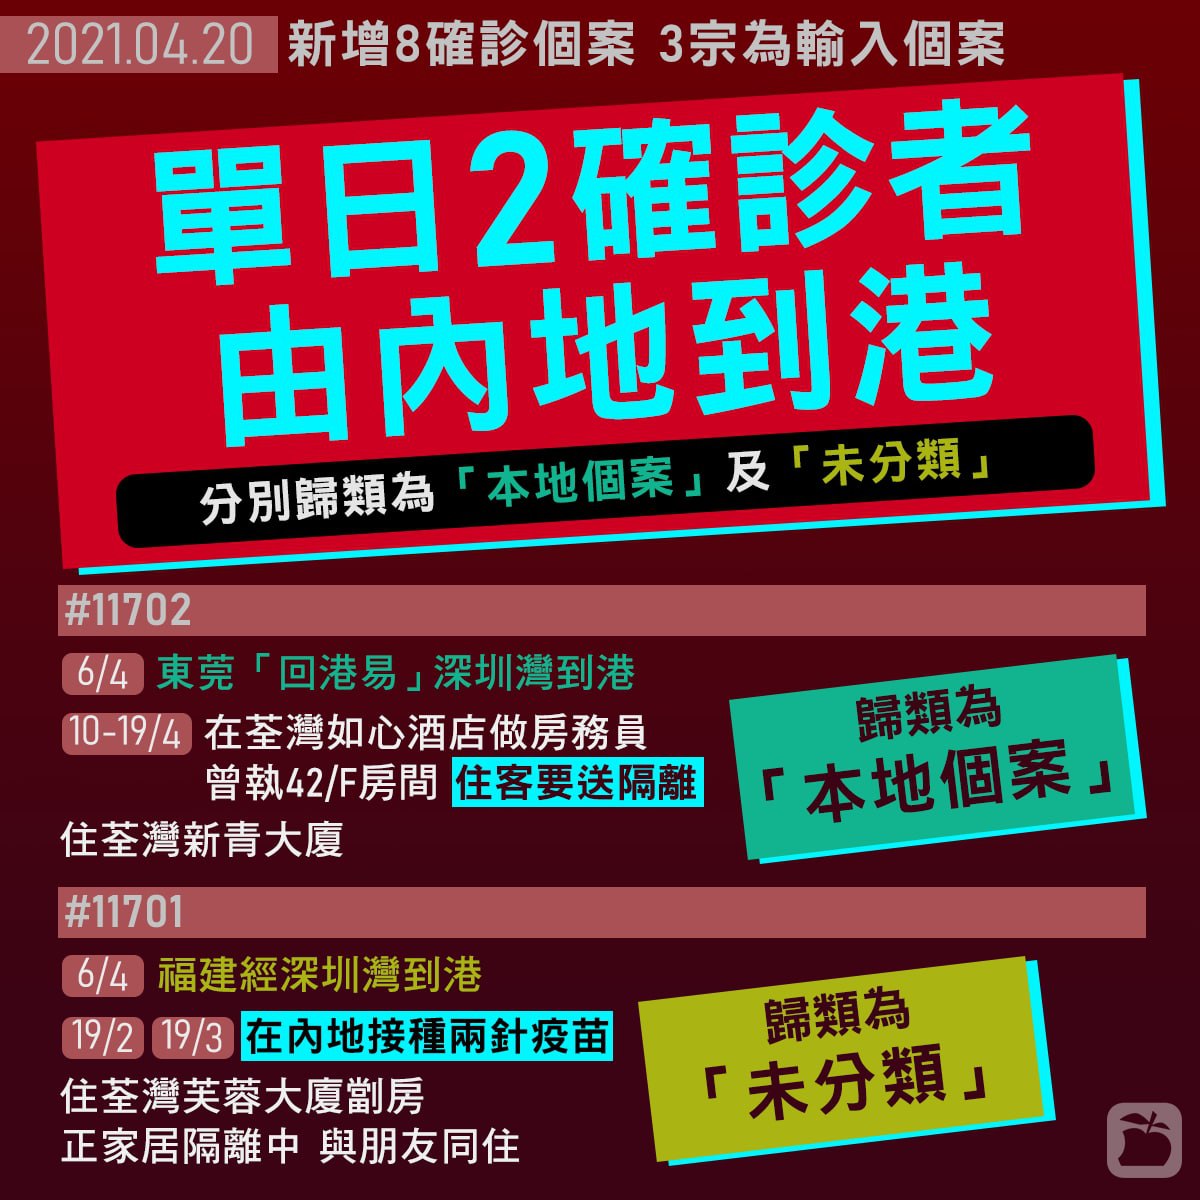 2021.04.20 新增8確診個案 3宗為輸入個案
單日2確診者
由內地到港
分別歸類為「本地個案」及「未分類」
#11702
6/4 東莞「回港易」深圳灣到港
10-19/4 在荃灣如心酒店做房務員
曾執42/F房間 住客要送隔離
住荃灣新青大廈
歸類為
「本地個案」
#11701
6/4 福建經深圳灣到港
19/2 19/3 在內地接種兩針疫苗
住荃灣芙蓉大廈劏房
正家居隔離中 與朋友同住
歸類為
「未分類」